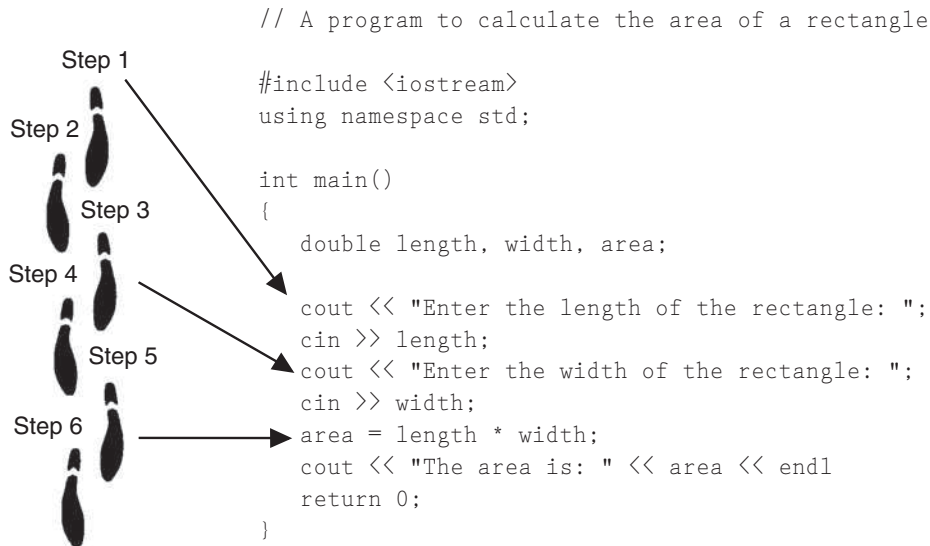 // A program to calculate the area of a rectangle
Step 1
#include <iostream>
using namespace std;
Step 2
int main()
Step 3
{
double length, width, area;
Step 4
cout << "Enter the length of the rectangle: ";
cin >> length;
Step 5
cout << "Enter the width of the rectangle: ";
cin >> width;
Step 6
area = length * width;
cout << "The area is: " << area << endl
return 0;
}